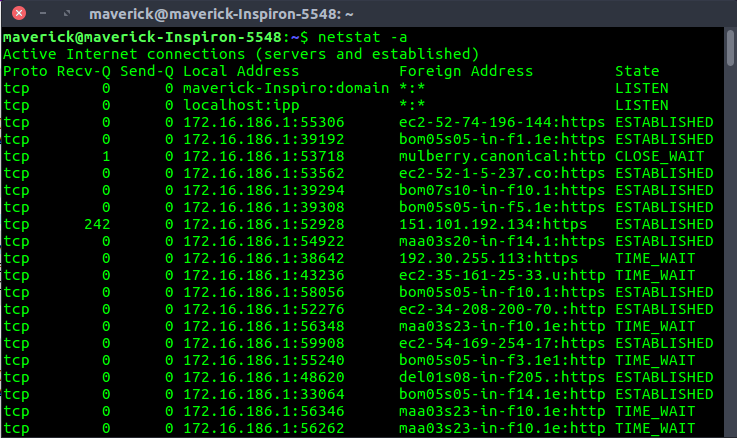 maverick@maverick-Inspiron-5548: ~
maverick@maverick-Inspiron-5548:~$ netstat -a
Active Internet connections (servers and established)
Proto Recv-Q Send-Q Local Address           Foreign Address         State
tcp        0      0 maverick-Inspiro:domain *:*                     LISTEN
tcp        0      0 localhost:ipp           *:*                     LISTEN
tcp        0      0 172.16.186.1:55306      ec2-52-74-196-144:https ESTABLISHED
tcp        0      0 172.16.186.1:39192      bom05s05-in-f1.1e:https ESTABLISHED
tcp        1      0 172.16.186.1:53718      mulberry.canonical:http CLOSE_WAIT
tcp        0      0 172.16.186.1:53562      ec2-52-1-5-237.co:https ESTABLISHED
tcp        0      0 172.16.186.1:39294      bom07s10-in-f10.1:https ESTABLISHED
tcp        0      0 172.16.186.1:39308      bom05s05-in-f5.1e:https ESTABLISHED
tcp      242      0 172.16.186.1:52928      151.101.192.134:https   ESTABLISHED
tcp        0      0 172.16.186.1:54922      maa03s20-in-f14.1:https ESTABLISHED
tcp        0      0 172.16.186.1:38642      192.30.255.113:https    TIME_WAIT
tcp        0      0 172.16.186.1:43236      ec2-35-161-25-33.u:http TIME_WAIT
tcp        0      0 172.16.186.1:58056      bom05s05-in-f10.1:https ESTABLISHED
tcp        0      0 172.16.186.1:52276      ec2-34-208-200-70.:http ESTABLISHED
tcp        0      0 172.16.186.1:56348      maa03s23-in-f10.1e:http TIME_WAIT
tcp        0      0 172.16.186.1:59908      ec2-54-169-254-17:https ESTABLISHED
tcp        0      0 172.16.186.1:55240      bom05s05-in-f3.1e1:http TIME_WAIT
tcp        0      0 172.16.186.1:48620      del01s08-in-f205.:https ESTABLISHED
tcp        0      0 172.16.186.1:33064      bom05s05-in-f14.1e:http ESTABLISHED
tcp        0      0 172.16.186.1:56346      maa03s23-in-f10.1e:http TIME_WAIT
tcp        0      0 172.16.186.1:56262      maa03s23-in-f10.1e:http TIME_WAIT